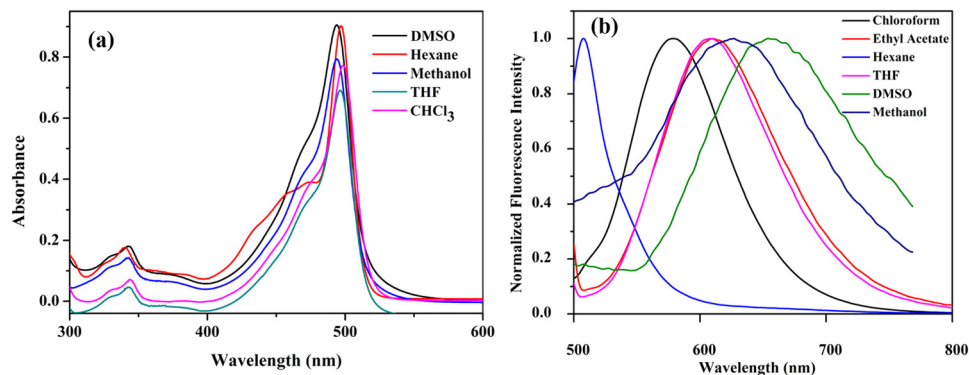 (a)
DMSO
Hexane
Methanol
THF
CHCl₃
Absorbance
0.8
0.6
0.4
0.2
0.0
300
400
500
600
Wavelength (nm)
(b)
Chloroform
Ethyl Acetate
Hexane
THF
DMSO
Methanol
Normalized Fluorescence Intensity
1.0
0.8
0.6
0.4
0.2
0.0
500
600
700
800
Wavelength (nm)